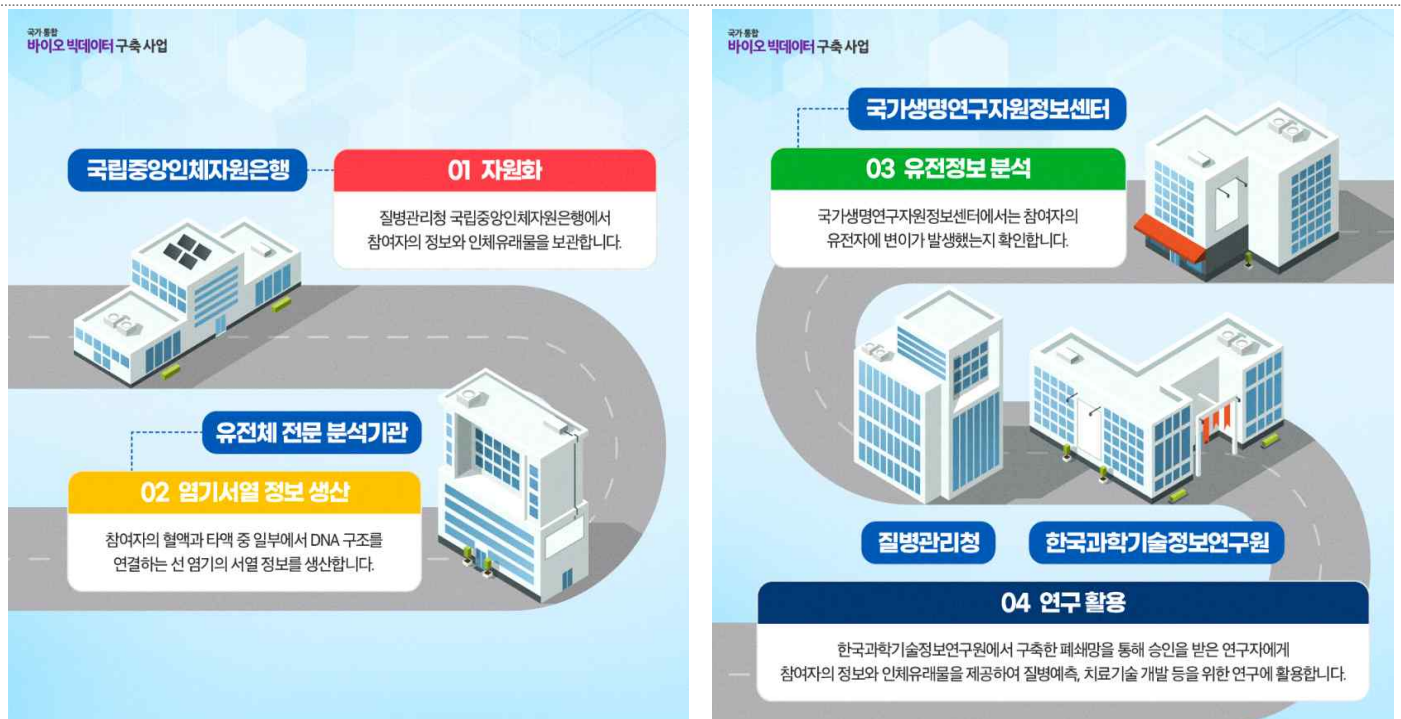 국가 통합
바이오 빅데이터 구축 사업
국립중앙인체자원은행
01 자원화
질병관리청 국립중앙인체자원은행에서
참여자의 정보와 인체유래물을 보관합니다.
유전체 전문 분석기관
02 염기서열 정보 생산
참여자의 혈액과 타액 중 일부에서 DNA 구조를
연결하는 선 염기의 서열 정보를 생산합니다.
국가 통합
바이오 빅데이터 구축 사업
국가생명연구자원정보센터
03 유전정보 분석
국가생명연구자원정보센터에서는 참여자의
유전자에 변이가 발생했는지 확인합니다.
질병관리청
한국과학기술정보연구원
04 연구 활용
한국과학기술정보연구원에서 구축한 폐쇄망을 통해 승인을 받은 연구자에게
참여자의 정보와 인체유래물을 제공하여 질병예측, 치료기술 개발 등을 위한 연구에 활용합니다.